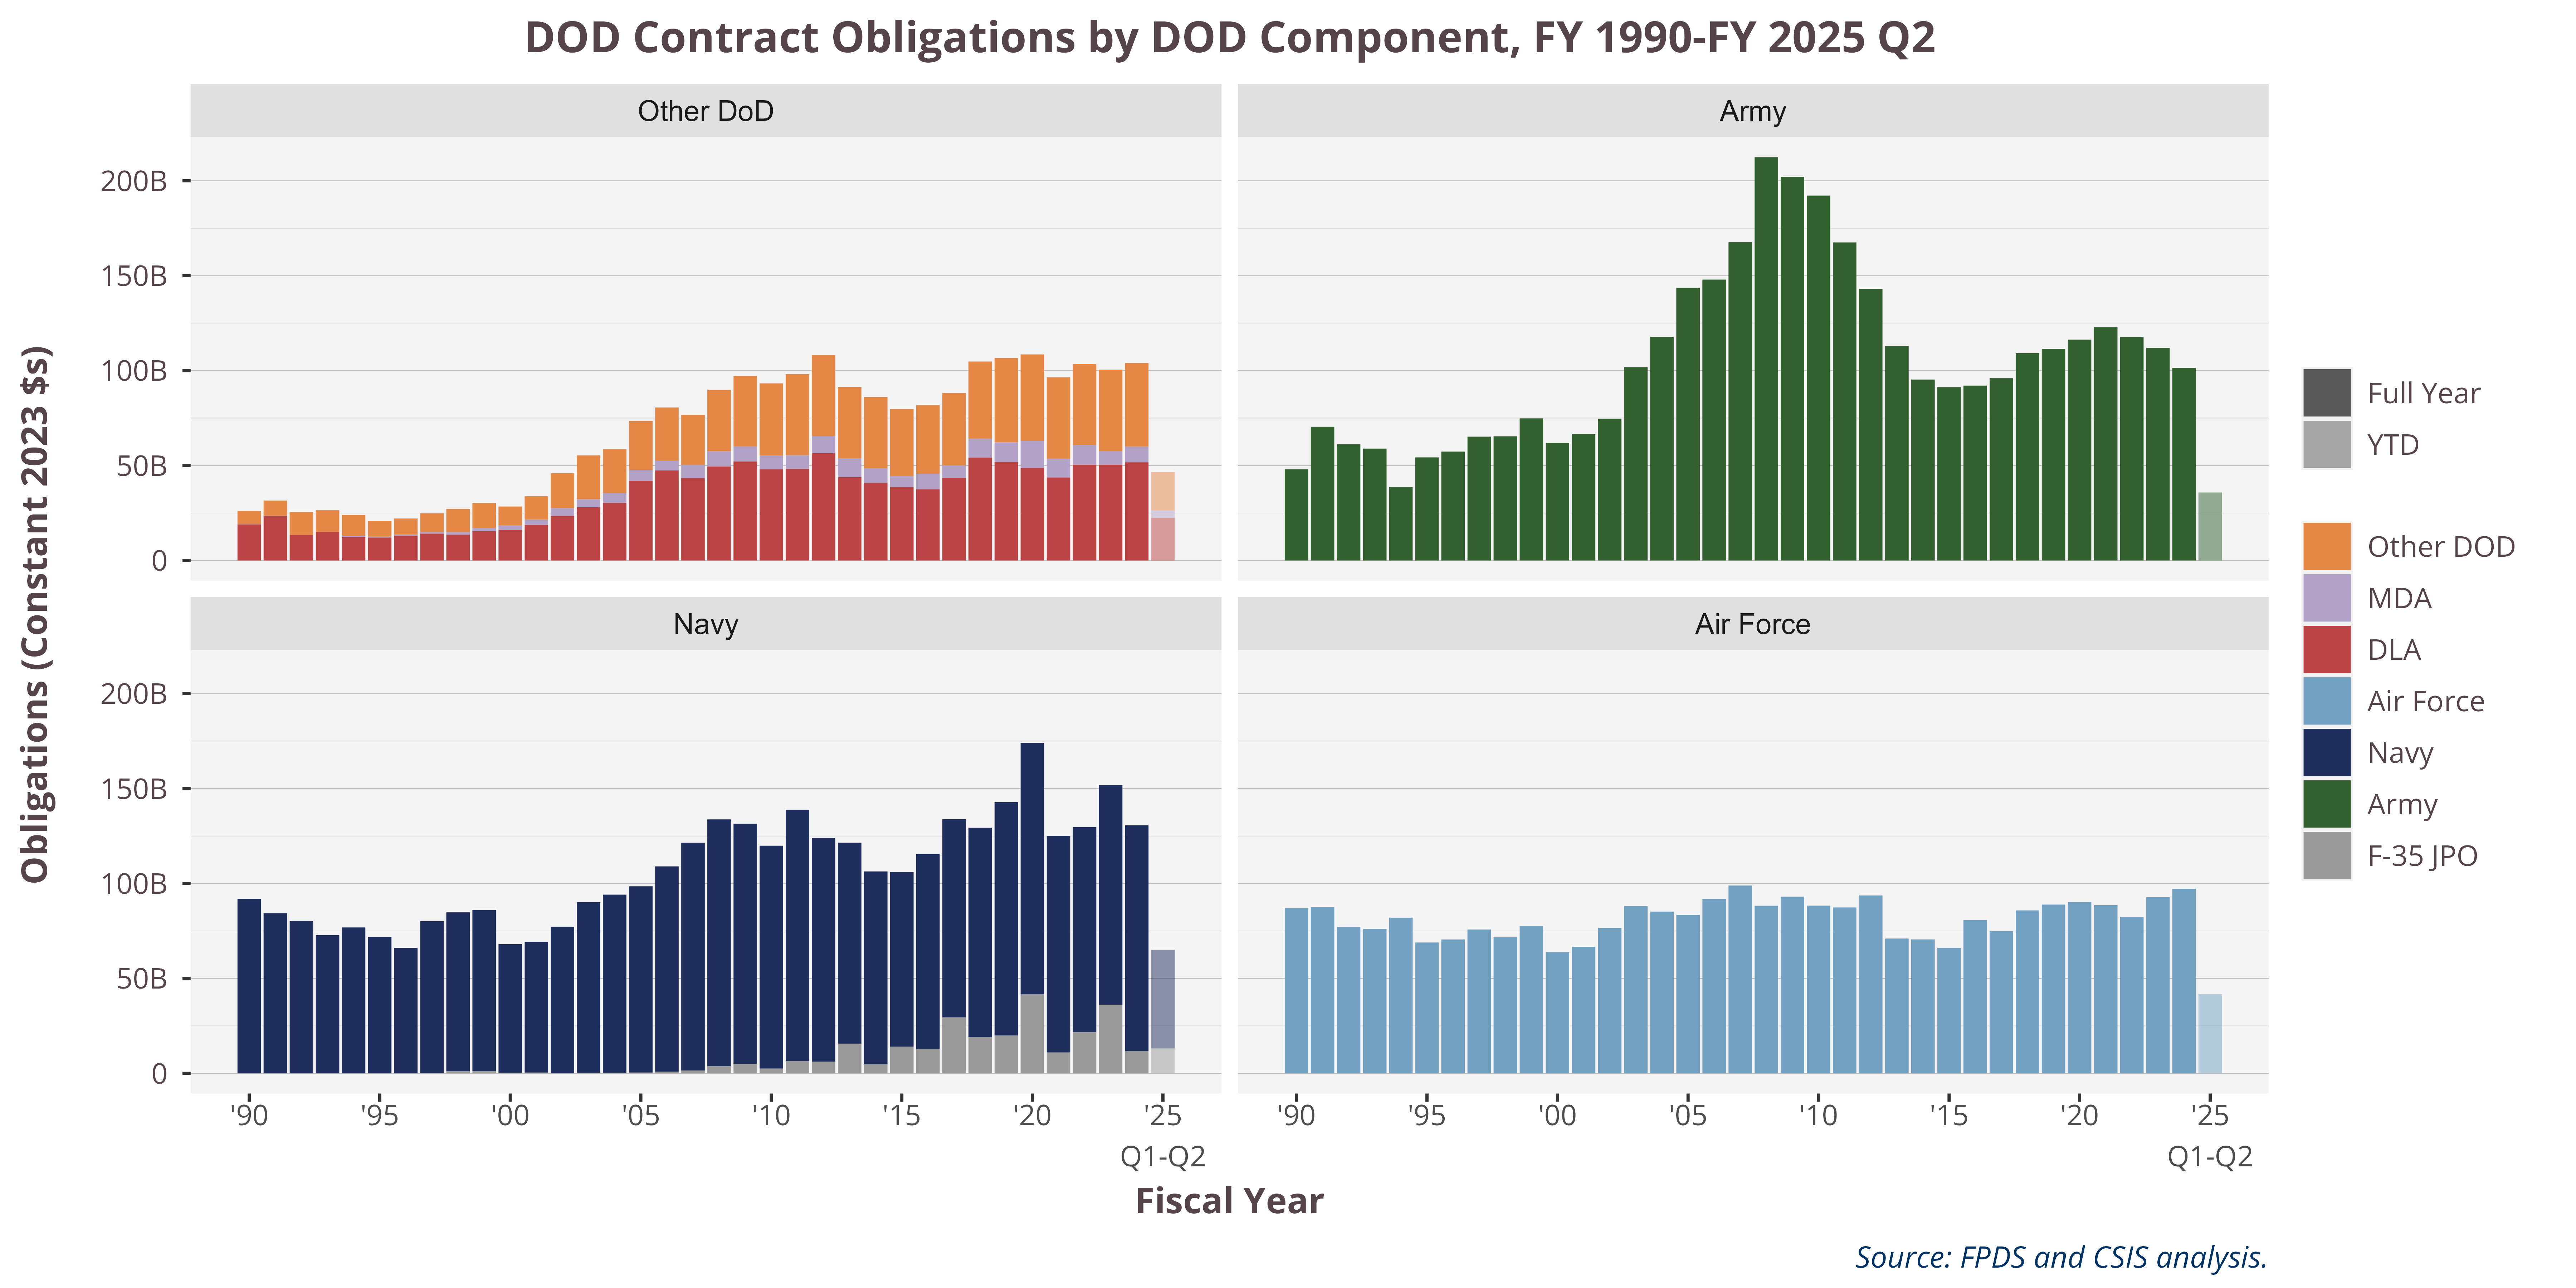 DOD Contract Obligations by DOD Component, FY 1990-FY 2025 Q2
Other DoD
Army
200B
150B
100B
50B
0
Navy
Air Force
200B
150B
100B
50B
0
Obligations (Constant 2023 $s)
'90 '95 '00 '05 '10 '15 '20 '25
Q1-Q2
'90 '95 '00 '05 '10 '15 '20 '25
Q1-Q2
Fiscal Year
Full Year
YTD
Other DOD
MDA
DLA
Air Force
Navy
Army
F-35 JPO
Source: FPDS and CSIS analysis.